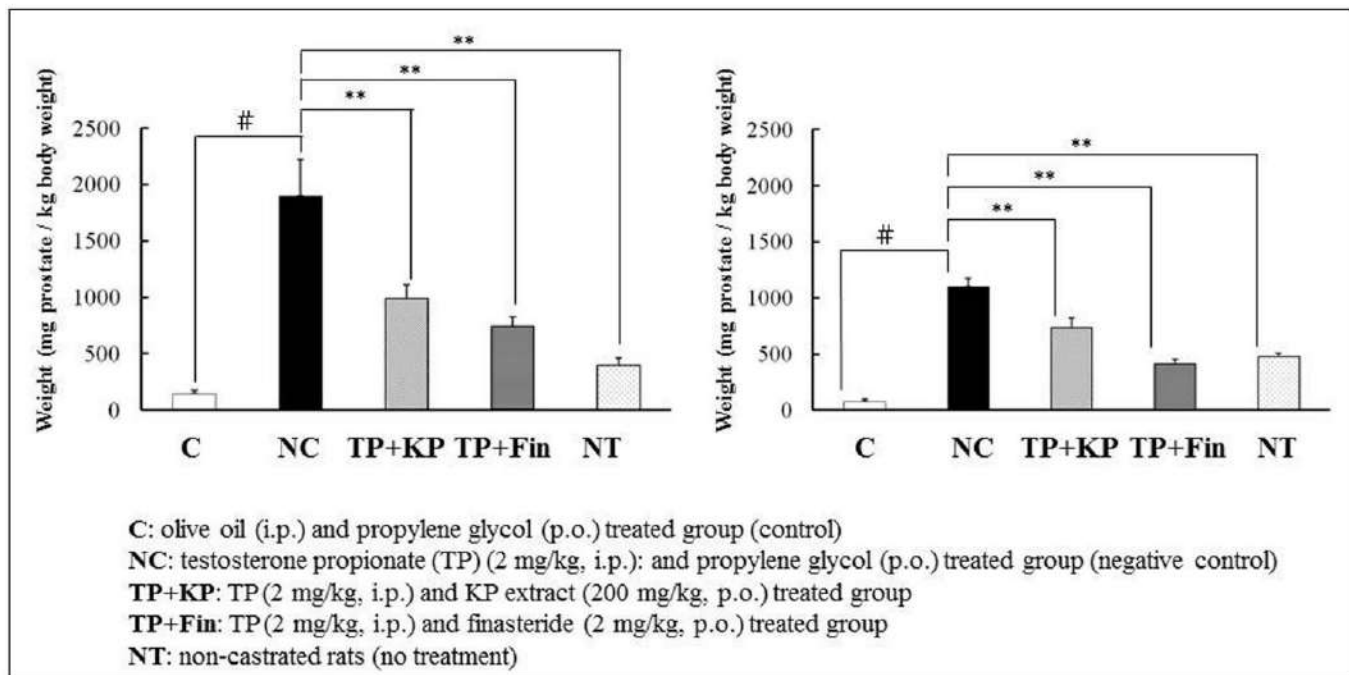 Weight (mg prostate / kg body weight)
2500
2000
1500
1000
500
0
#
**
**
**
C NC TP+KP TP+Fin NT
Weight (mg prostate / kg body weight)
2500
2000
1500
1000
500
0
#
**
**
**
C NC TP+KP TP+Fin NT
C: olive oil (i.p.) and propylene glycol (p.o.) treated group (control)
NC: testosterone propionate (TP) (2 mg/kg, i.p.): and propylene glycol (p.o.) treated group (negative control)
TP+KP: TP (2 mg/kg, i.p.) and KP extract (200 mg/kg, p.o.) treated group
TP+Fin: TP (2 mg/kg, i.p.) and finasteride (2 mg/kg, p.o.) treated group
NT: non-castrated rats (no treatment)